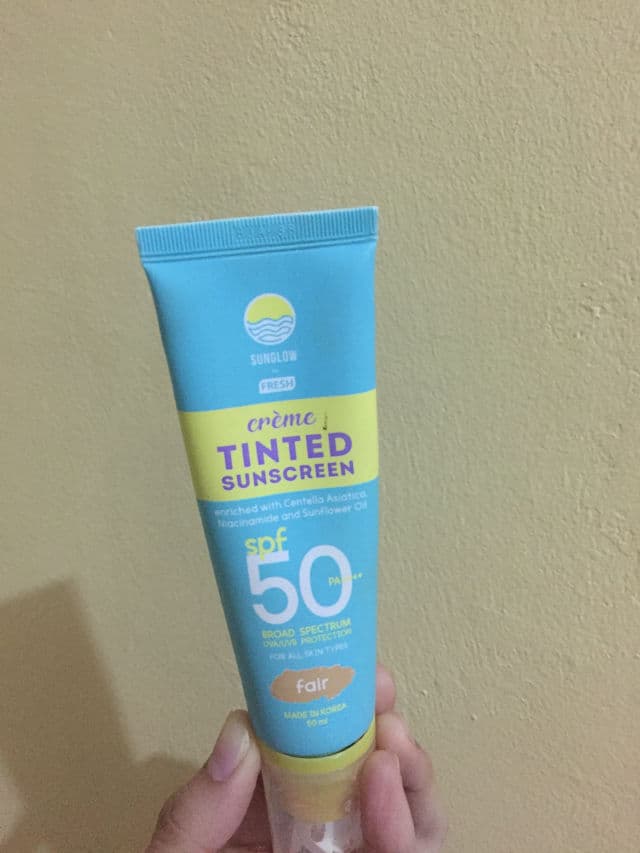 SUNGLOW
by
FRESH
crème
TINTED
SUNSCREEN
enriched with Centella Asiatica,
Niacinamide and Sunflower Oil
spf
50
BROAD SPECTRUM
UVA/UVB PROTECTION
FOR ALL SKIN TYPES
fair
MADE IN KOREA
50 ml